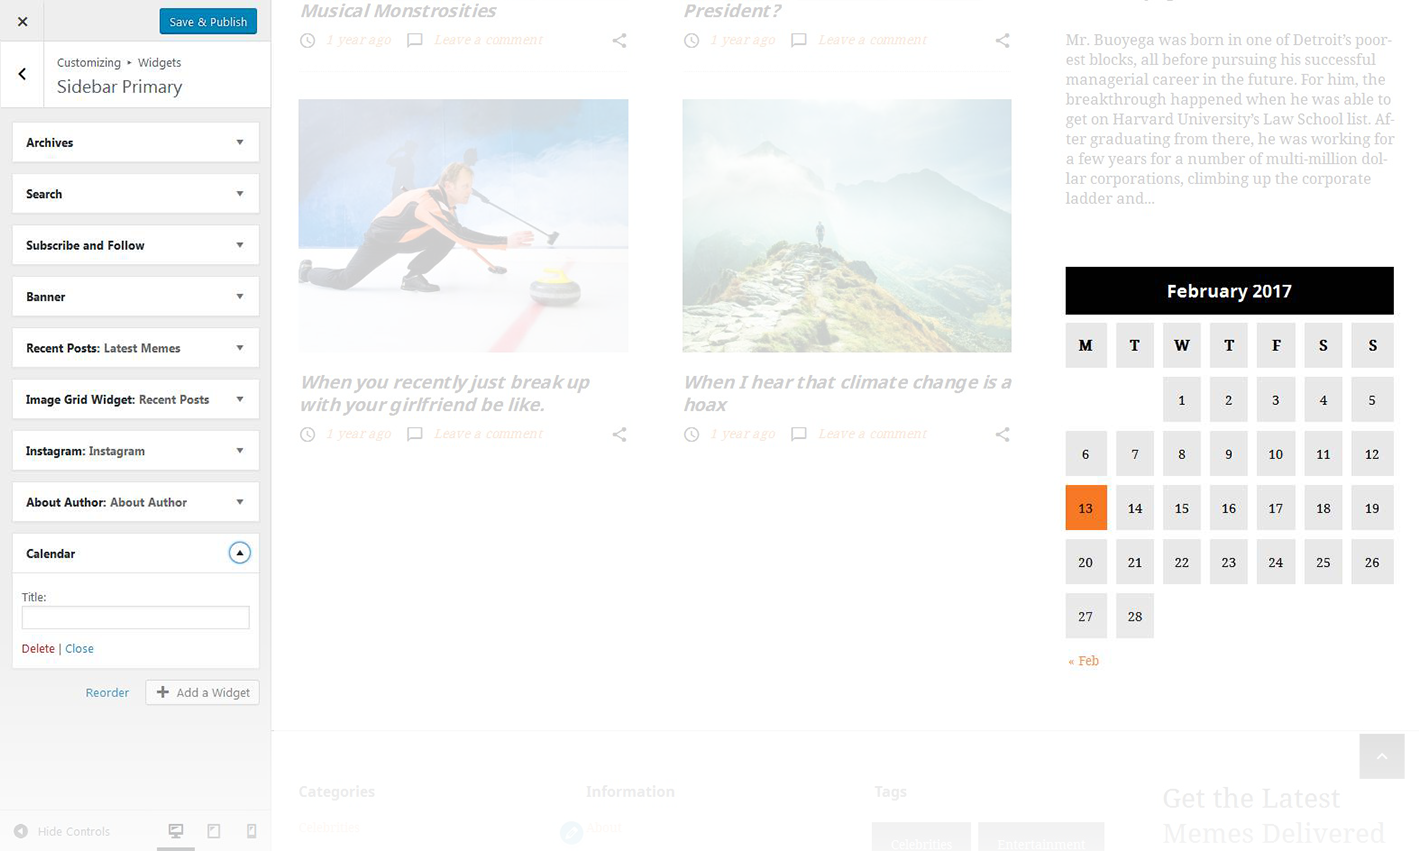 Save & Publish
Customizing ▸ Widgets
Sidebar Primary
Archives
Search
Subscribe and Follow
Banner
Recent Posts: Latest Memes
Image Grid Widget: Recent Posts
Instagram: Instagram
About Author: About Author
Calendar
Title:
Delete | Close
Reorder
Add a Widget
Hide Controls
Musical Monstrosities
1 year ago
Leave a comment
President?
1 year ago
Leave a comment
When you recently just break up
with your girlfriend be like.
1 year ago
Leave a comment
When I hear that climate change is a
hoax
1 year ago
Leave a comment
Mr. Buoyega was born in one of Detroit's poor-
est blocks, all before pursuing his successful
managerial career in the future. For him, the
breakthrough happened when he was able to
get on Harvard University's Law School list. Af-
ter graduating from there, he was working for
a few years for a number of multi-million dol-
lar corporations, climbing up the corporate
ladder and...
February 2017
M T W T F S S
1 2 3 4 5
6 7 8 9 10 11 12
13 14 15 16 17 18 19
20 21 22 23 24 25 26
27 28
« Feb
Categories
Celebrities
Information
About
Tags
Celebrities
Entertainment
Get the Latest
Memes Delivered